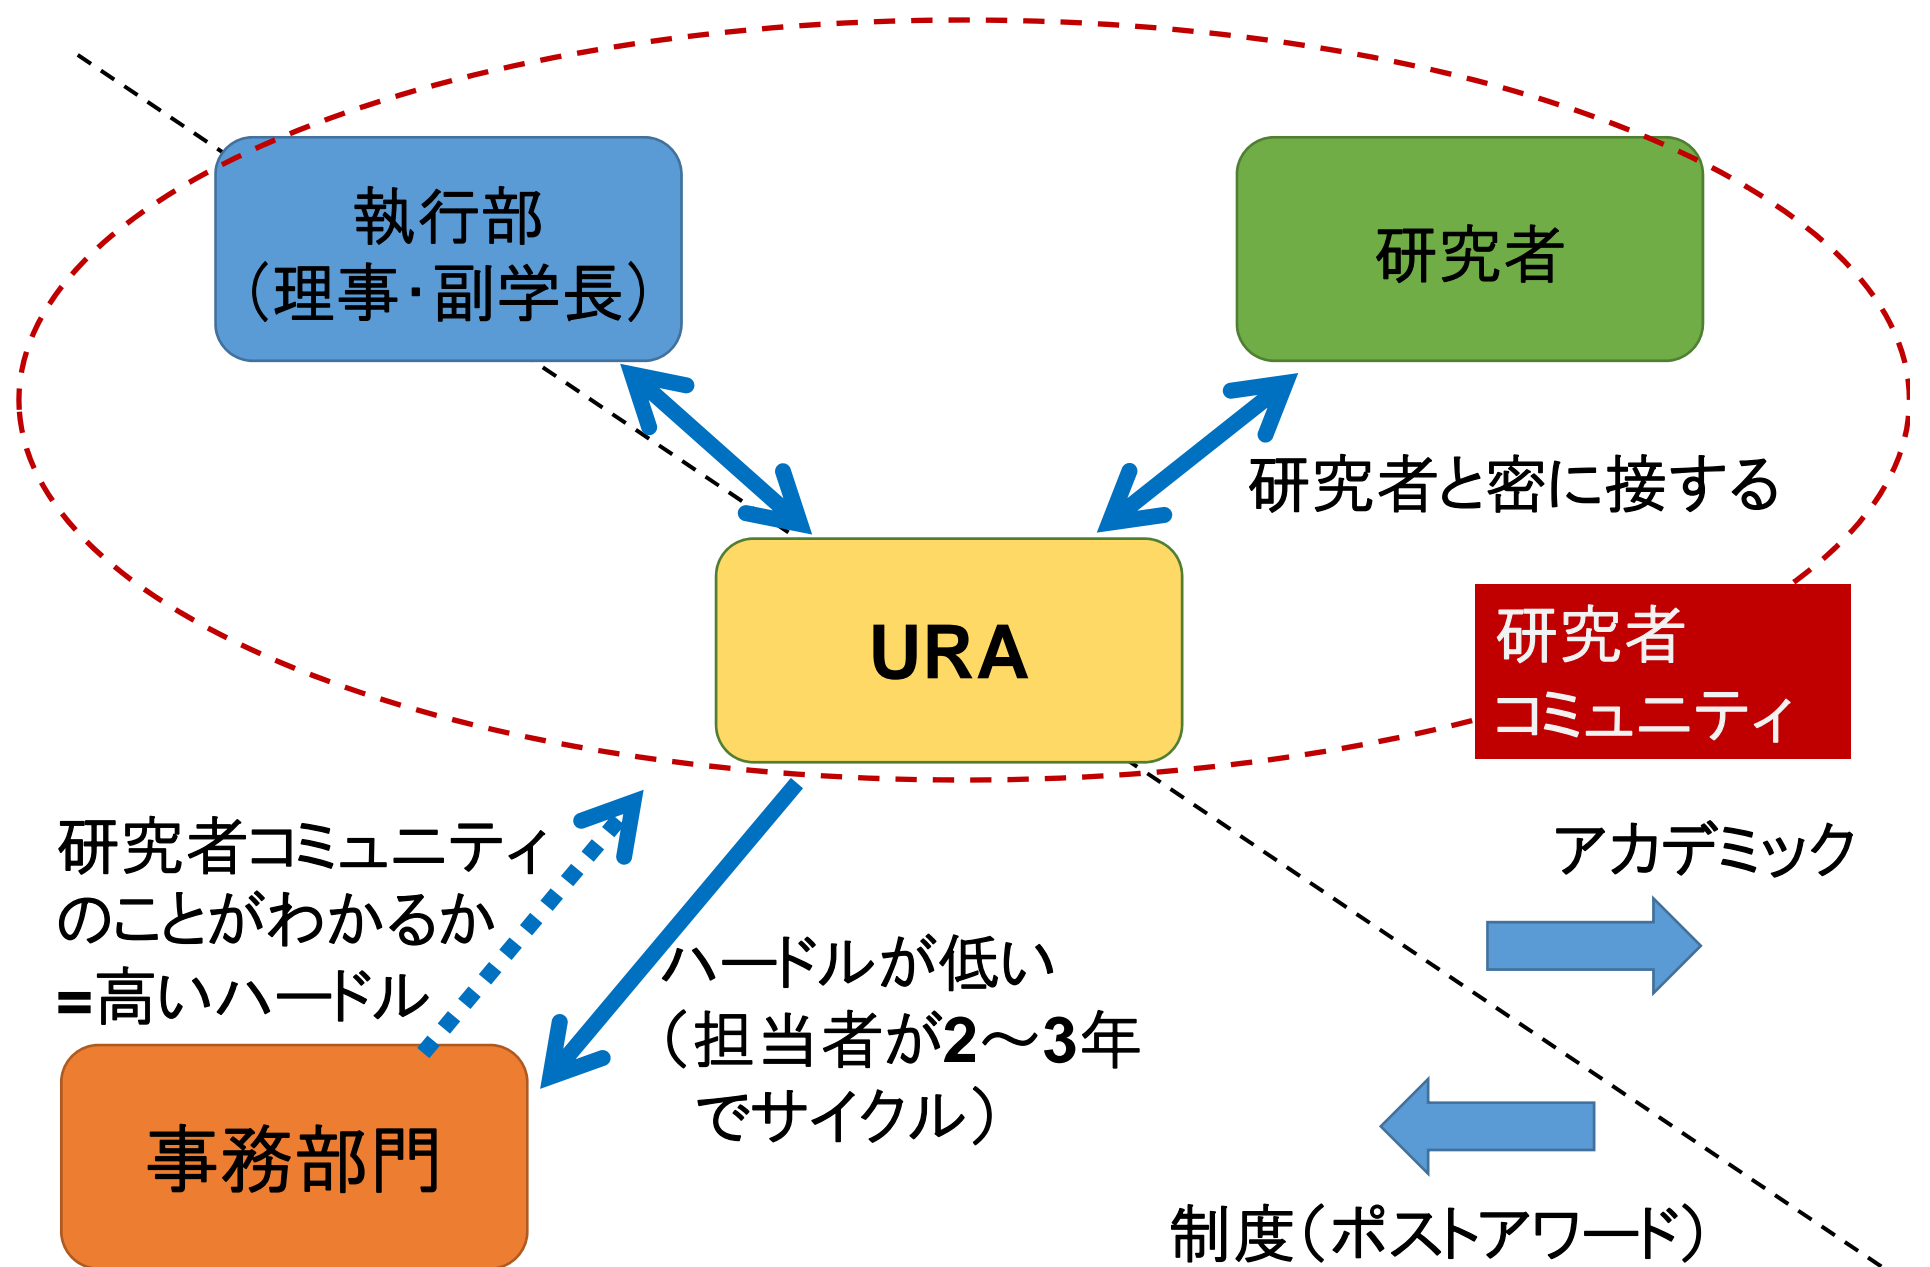 執行部
（理事・副学長）
研究者
研究者と密に接する
URA
研究者
コミュニティ
研究者コミュニティ
のことがわかるか
=高いハードル
アカデミック
ハードルが低い
（担当者が2～3年
でサイクル）
事務部門
制度（ポストアワード）